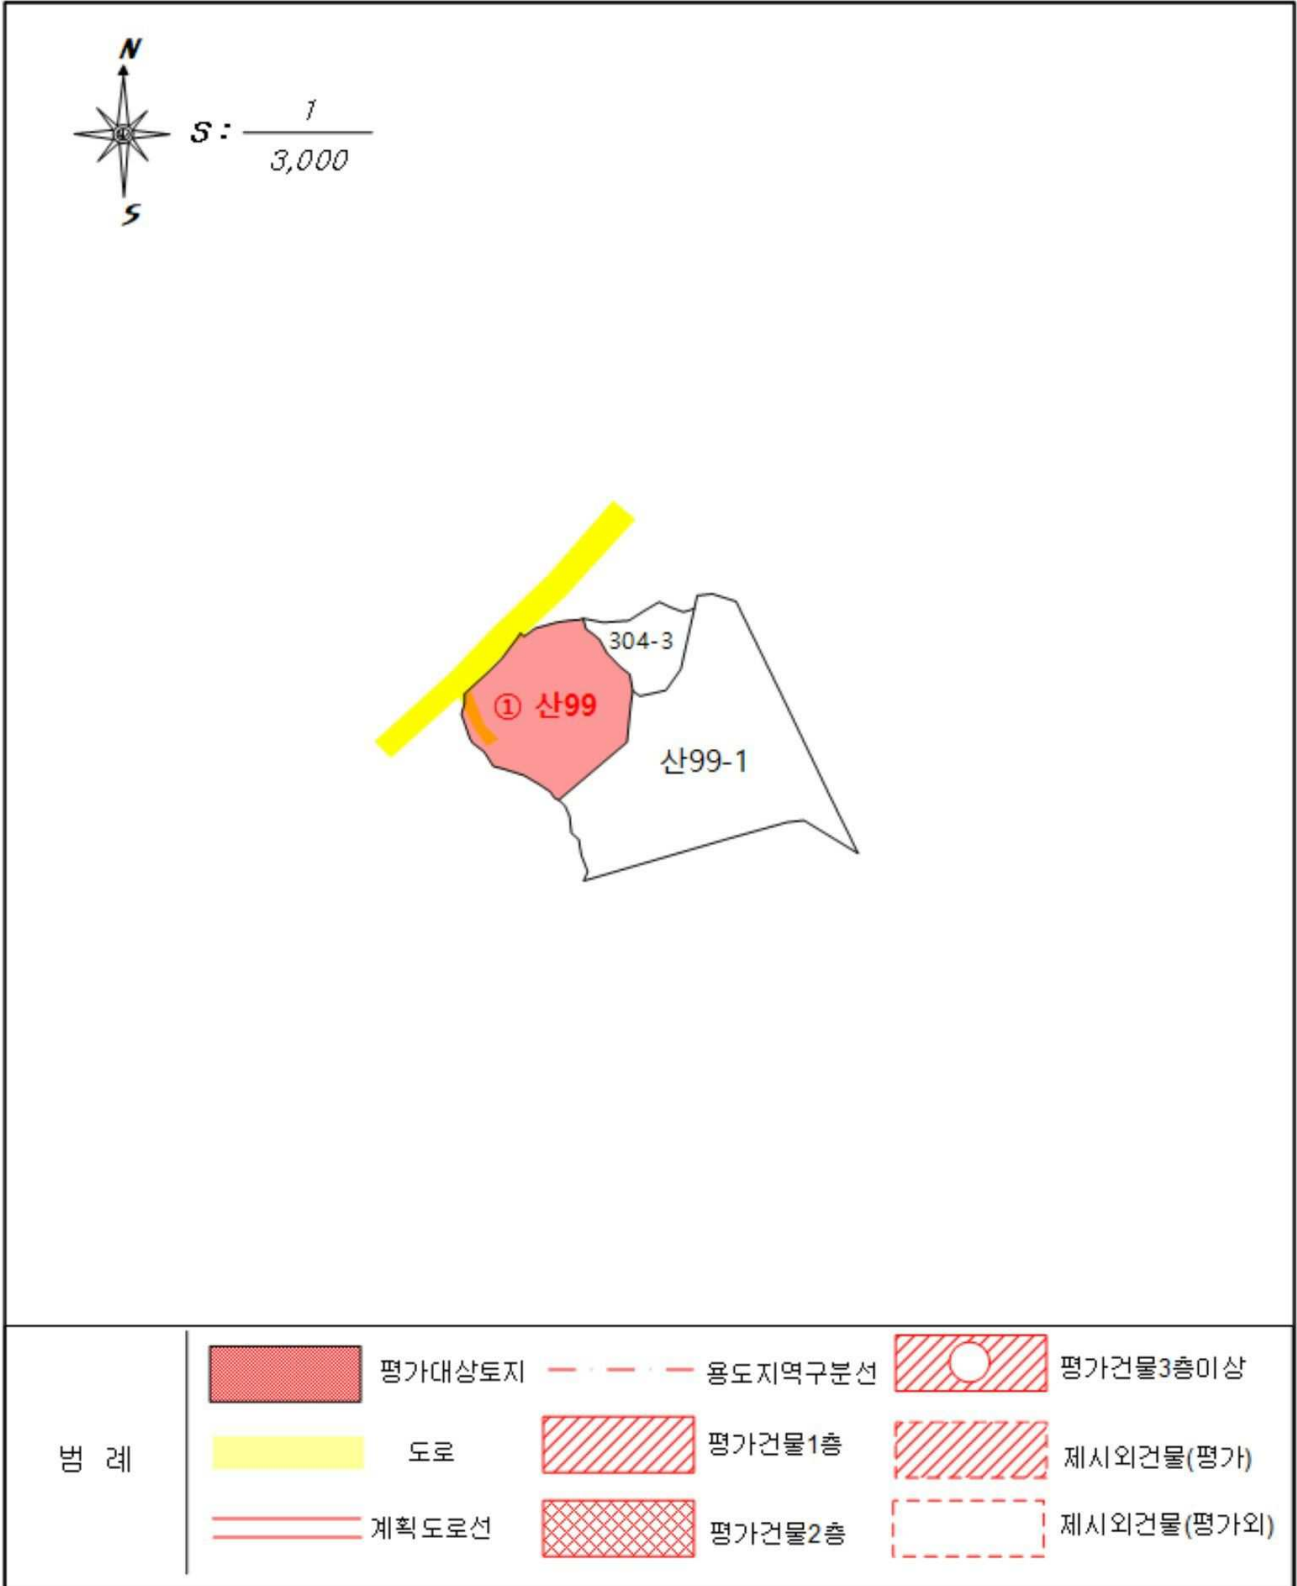 N
S: 1
3,000
S
304-3
① 산99
산99-1
범 례
평가대상토지
용도지역구분선
평가건물3층이상
도로
평가건물1층
제시외건물(평가)
계획도로선
평가건물2층
제시외건물(평가외)